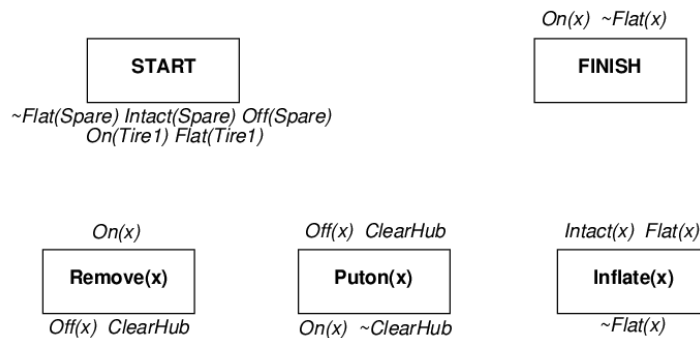 On(x) ~Flat(x)
START
FINISH
~Flat(Spare) Intact(Spare) Off(Spare)
On(Tire1) Flat(Tire1)
On(x)
Off(x) ClearHub
Intact(x) Flat(x)
Remove(x)
Puton(x)
Inflate(x)
Off(x) ClearHub
On(x) ~ClearHub
~Flat(x)